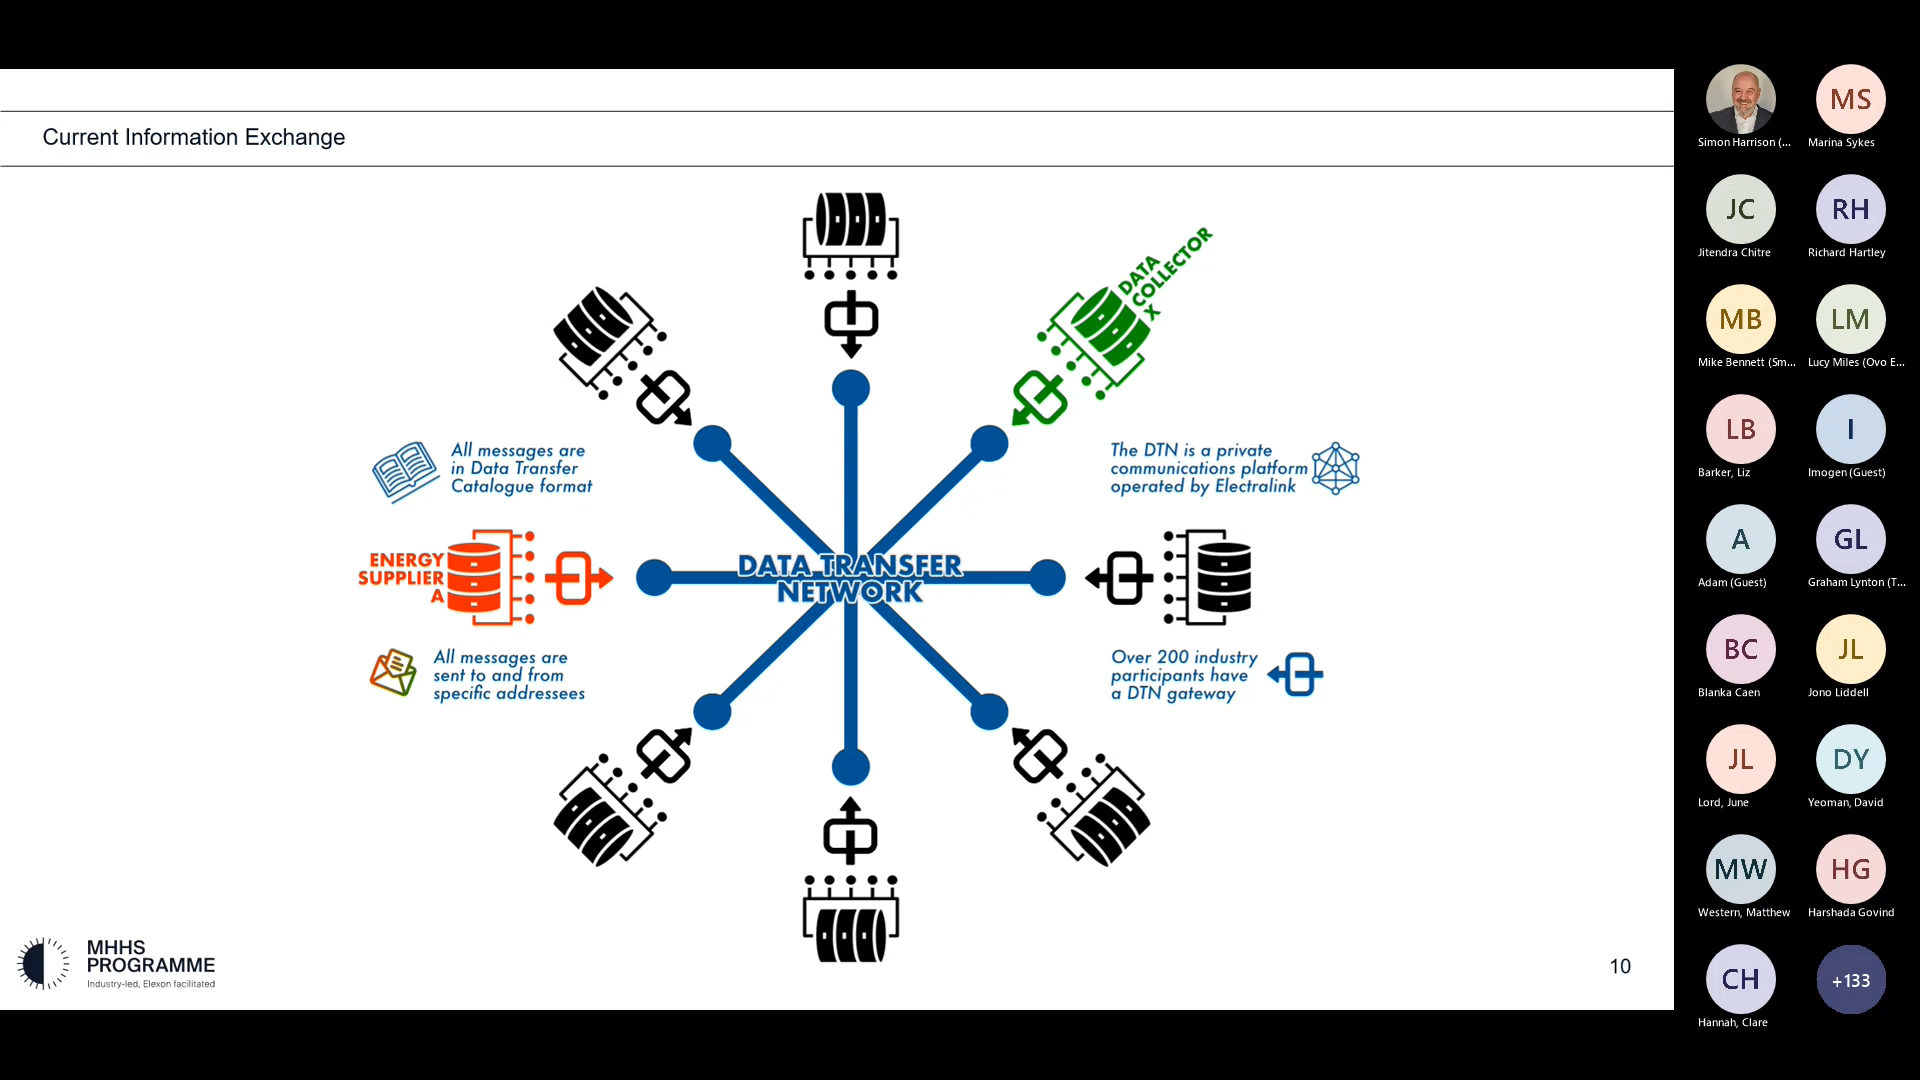 Current Information Exchange
DATA
COLLECTOR
X
All messages are
in Data Transfer
Catalogue format
The DTN is a private
communications platform
operated by Electralink
ENERGY
SUPPLIER
A
DATA TRANSFER
NETWORK
All messages are
sent to and from
specific addressees
Over 200 industry
participants have
a DTN gateway
MHHS
PROGRAMME
Industry-led, Elexon facilitated
10
MS
Simon Harrison (...
Marina Sykes
JC
RH
Jitendra Chitre
Richard Hartley
MB
LM
Mike Bennett (Sm...
Lucy Miles (Ovo E...
LB
I
Barker, Liz
Imogen (Guest)
A
GL
Adam (Guest)
Graham Lynton (T...
BC
JL
Blanka Caen
Jono Liddell
JL
DY
Lord, June
Yeoman, David
MW
HG
Western, Matthew
Harshada Govind
CH
+133
Hannah, Clare